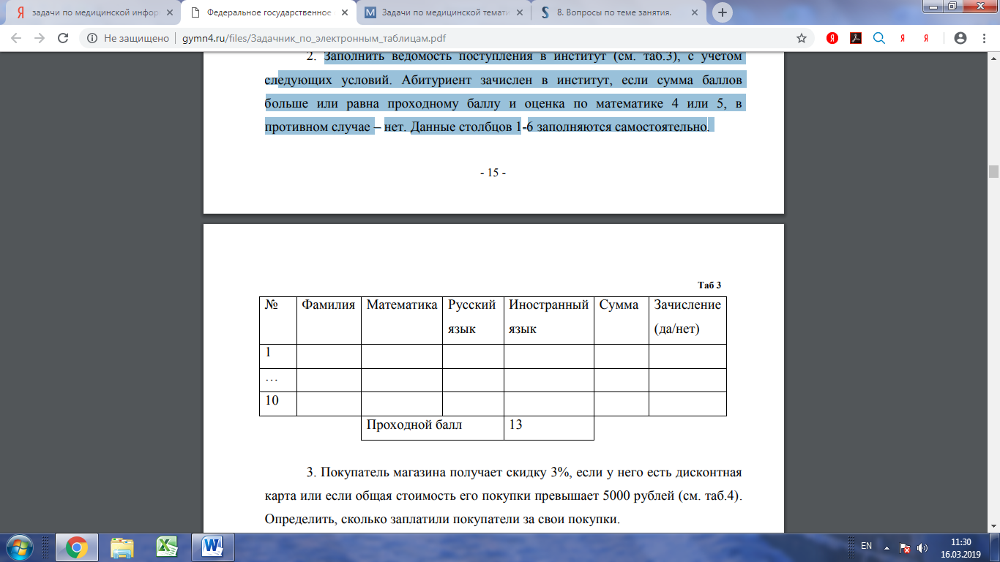 задачи по медицинской инфор
Федеральное государственное
Задачи по медицинской темати
8. Вопросы по теме занятия.
Не защищено | gymn4.ru/files/Задачник_по_электронным_таблицам.pdf
2. Заполнить ведомость поступления в институт (см. таб.3), с учетом
следующих условий. Абитуриент зачислен в институт, если сумма баллов
больше или равна проходному баллу и оценка по математике 4 или 5, в
противном случае – нет. Данные столбцов 1-6 заполняются самостоятельно.
- 15 -
Таб 3
№ Фамилия Математика Русский язык Иностранный язык Сумма Зачисление (да/нет)
1
…
10
Проходной балл 13
3. Покупатель магазина получает скидку 3%, если у него есть дисконтная
карта или если общая стоимость его покупки превышает 5000 рублей (см. таб.4).
Определить, сколько заплатили покупатели за свои покупки.
EN
11:30
16.03.2019